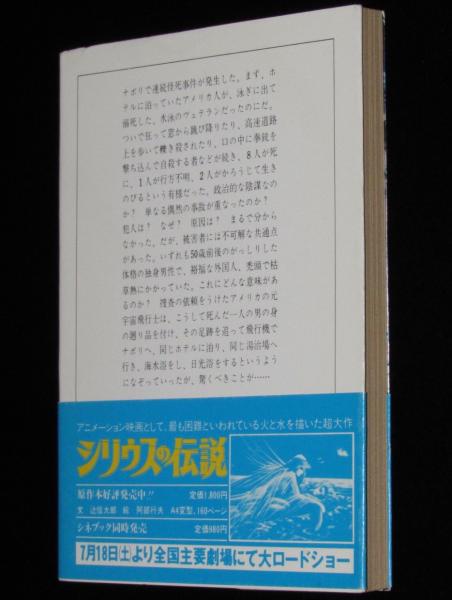 ナポリで連続怪死事件が発生した。まず、ホ
テルに泊っていたアメリカ人が、泳ぎに出て
溺死した、水泳のヴェテランだったのにだ。
ついで狂って窓から跳び降りたり、高速道路
上を歩いて轢き殺されたり、口の中に拳銃を
撃ち込んで自殺する者などが続き、8人が死
に、1人が行方不明、2人がかろうじて生き
のびるという有様だった。政治的な陰謀なの
か? 単なる偶然の事故が重なったのか?
犯人は? なぜ? 原因は? まるで分から
なかった。だが、被害者には不可解な共通点
があった。いずれも50歳前後のがっしりした
体格の独身男性で、裕福な外国人、禿頭で枯
草熱にかかっていた。これにどんな意味があ
るのか? 捜査の依頼をうけたアメリカの元
宇宙飛行士は、こうして死んだ一人の男の身
の廻り品を付け、その足跡を追って飛行機で
ナポリへ、同じホテルに泊り、同じ湯治場へ
行き、海水浴をし、日光浴をするというよう
になぞっていったが、驚くべきことが……
アニメーション映画として、最も困難といわれている火と水を描いた超大作
シリウスの伝説
原作本好評発売中!! 定価1,800円
文 辻信太郎 絵 阿部行夫 A4変型、160ページ
シネブック同時発売 定価980円
7月18日(土)より全国主要劇場にて大ロードショー